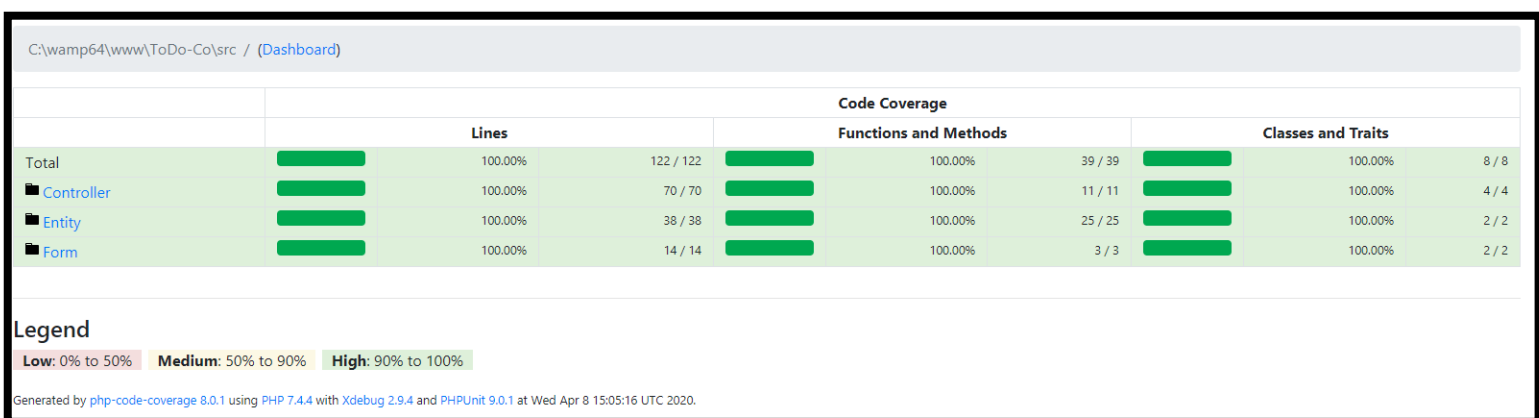 C:\wamp64\www\ToDo-Co\src / (Dashboard)
Code Coverage
Lines Functions and Methods Classes and Traits
Total 100.00% 122 / 122 100.00% 39 / 39 100.00% 8 / 8
Controller 100.00% 70 / 70 100.00% 11 / 11 100.00% 4 / 4
Entity 100.00% 38 / 38 100.00% 25 / 25 100.00% 2 / 2
Form 100.00% 14 / 14 100.00% 3 / 3 100.00% 2 / 2
Legend
Low: 0% to 50% Medium: 50% to 90% High: 90% to 100%
Generated by php-code-coverage 8.0.1 using PHP 7.4.4 with Xdebug 2.9.4 and PHPUnit 9.0.1 at Wed Apr 8 15:05:16 UTC 2020.